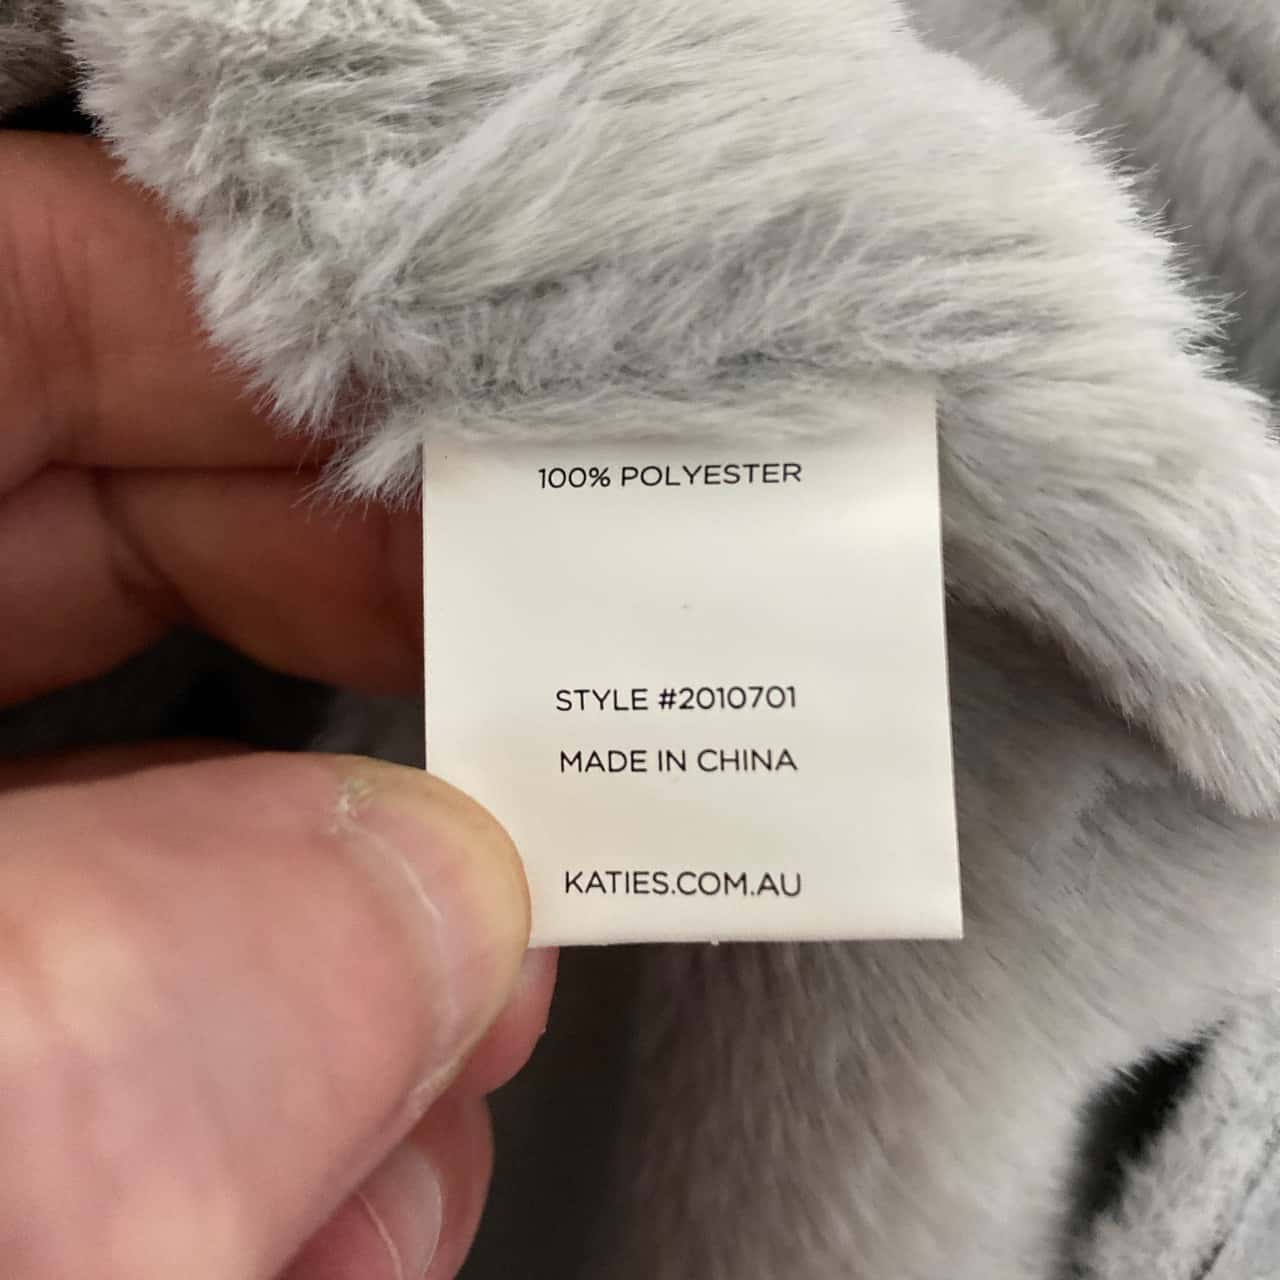 100% POLYESTER
STYLE #2010701
MADE IN CHINA
KATIES.COM.AU